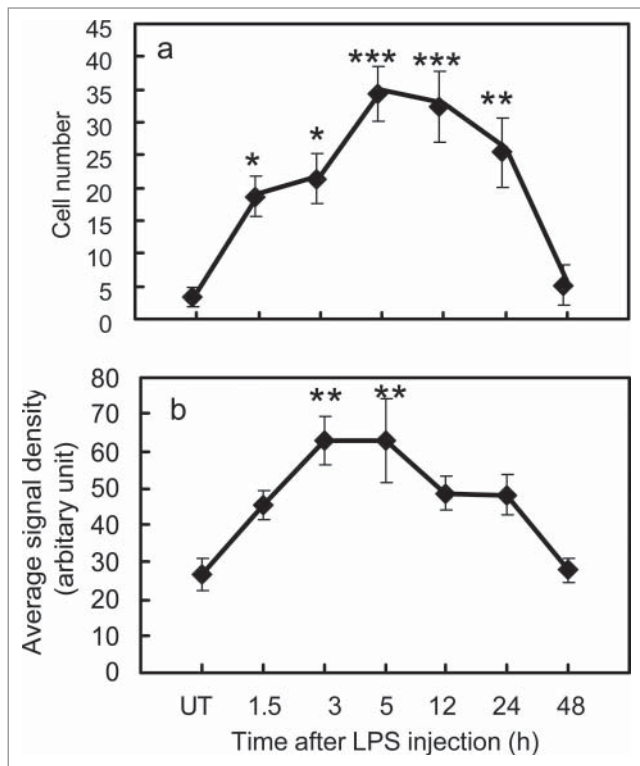 a
Cell number
45
40
35
30
25
20
15
10
5
0
* * *** *** **
b
Average signal density
(arbitary unit)
80
70
60
50
40
30
20
10
0
** **
UT 1.5 3 5 12 24 48
Time after LPS injection (h)